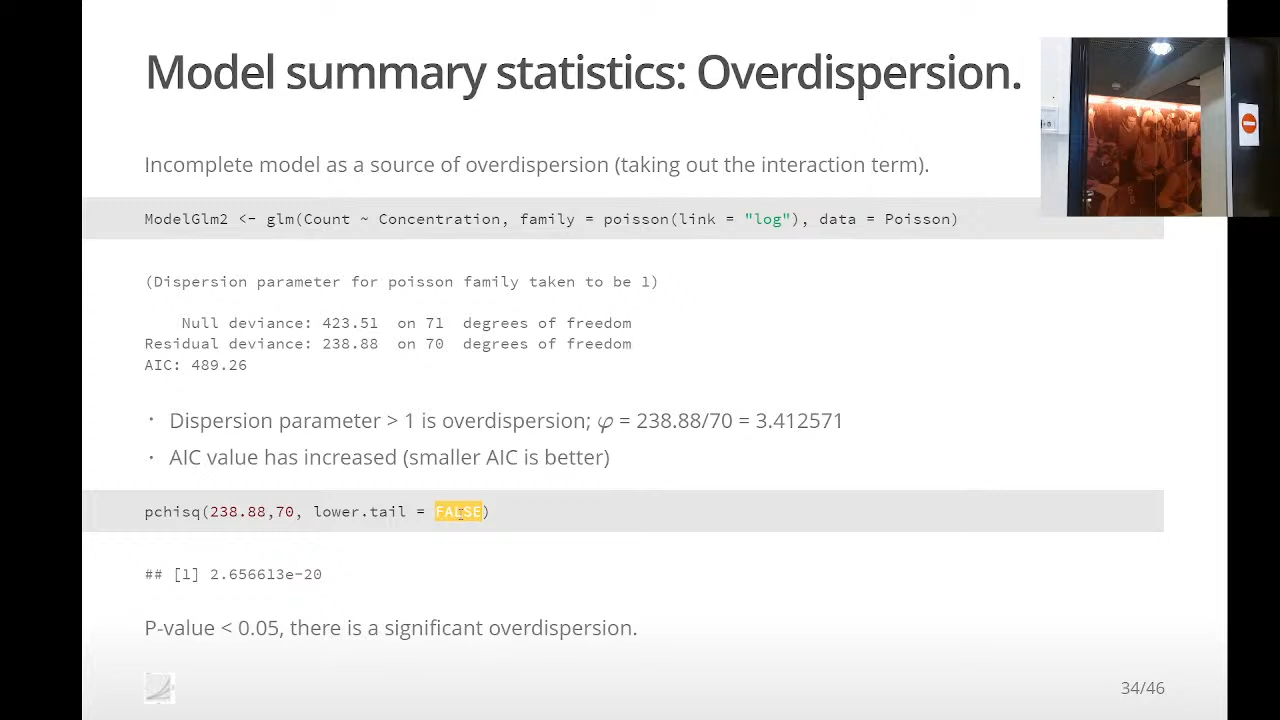 Model summary statistics: Overdispersion.
Incomplete model as a source of overdispersion (taking out the interaction term).
ModelGlm2 <- glm(Count ~ Concentration, family = poisson(link = "log"), data = Poisson)
(Dispersion parameter for poisson family taken to be 1)
Null deviance: 423.51 on 71 degrees of freedom
Residual deviance: 238.88 on 70 degrees of freedom
AIC: 489.26
· Dispersion parameter > 1 is overdispersion; φ = 238.88/70 = 3.412571
· AIC value has increased (smaller AIC is better)
pchisq(238.88,70, lower.tail = FALSE)
## [1] 2.656613e-20
P-value < 0.05, there is a significant overdispersion.
34/46